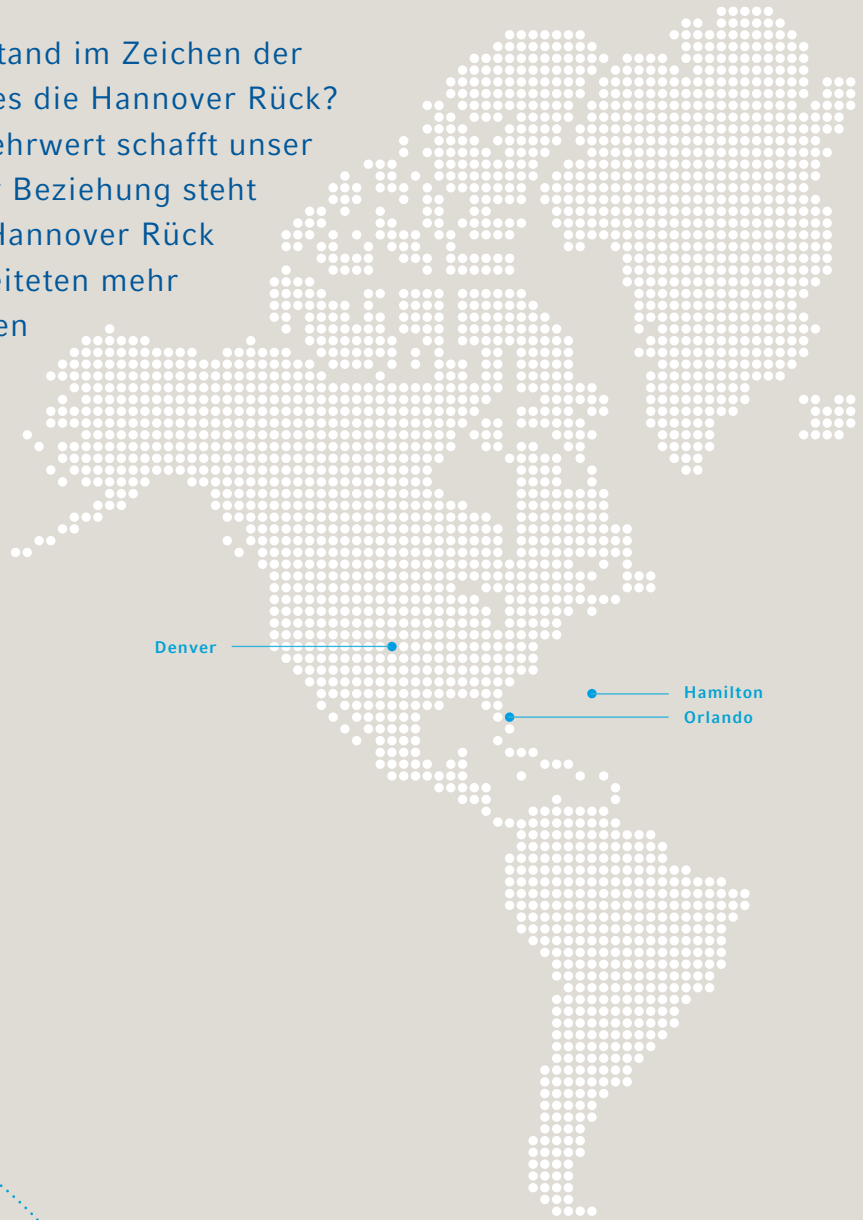 tand im Zeichen der
es die Hannover Rück?
ehrwert schafft unser
r Beziehung steht
Hannover Rück
eiteten mehr
en
Denver
Hamilton
Orlando